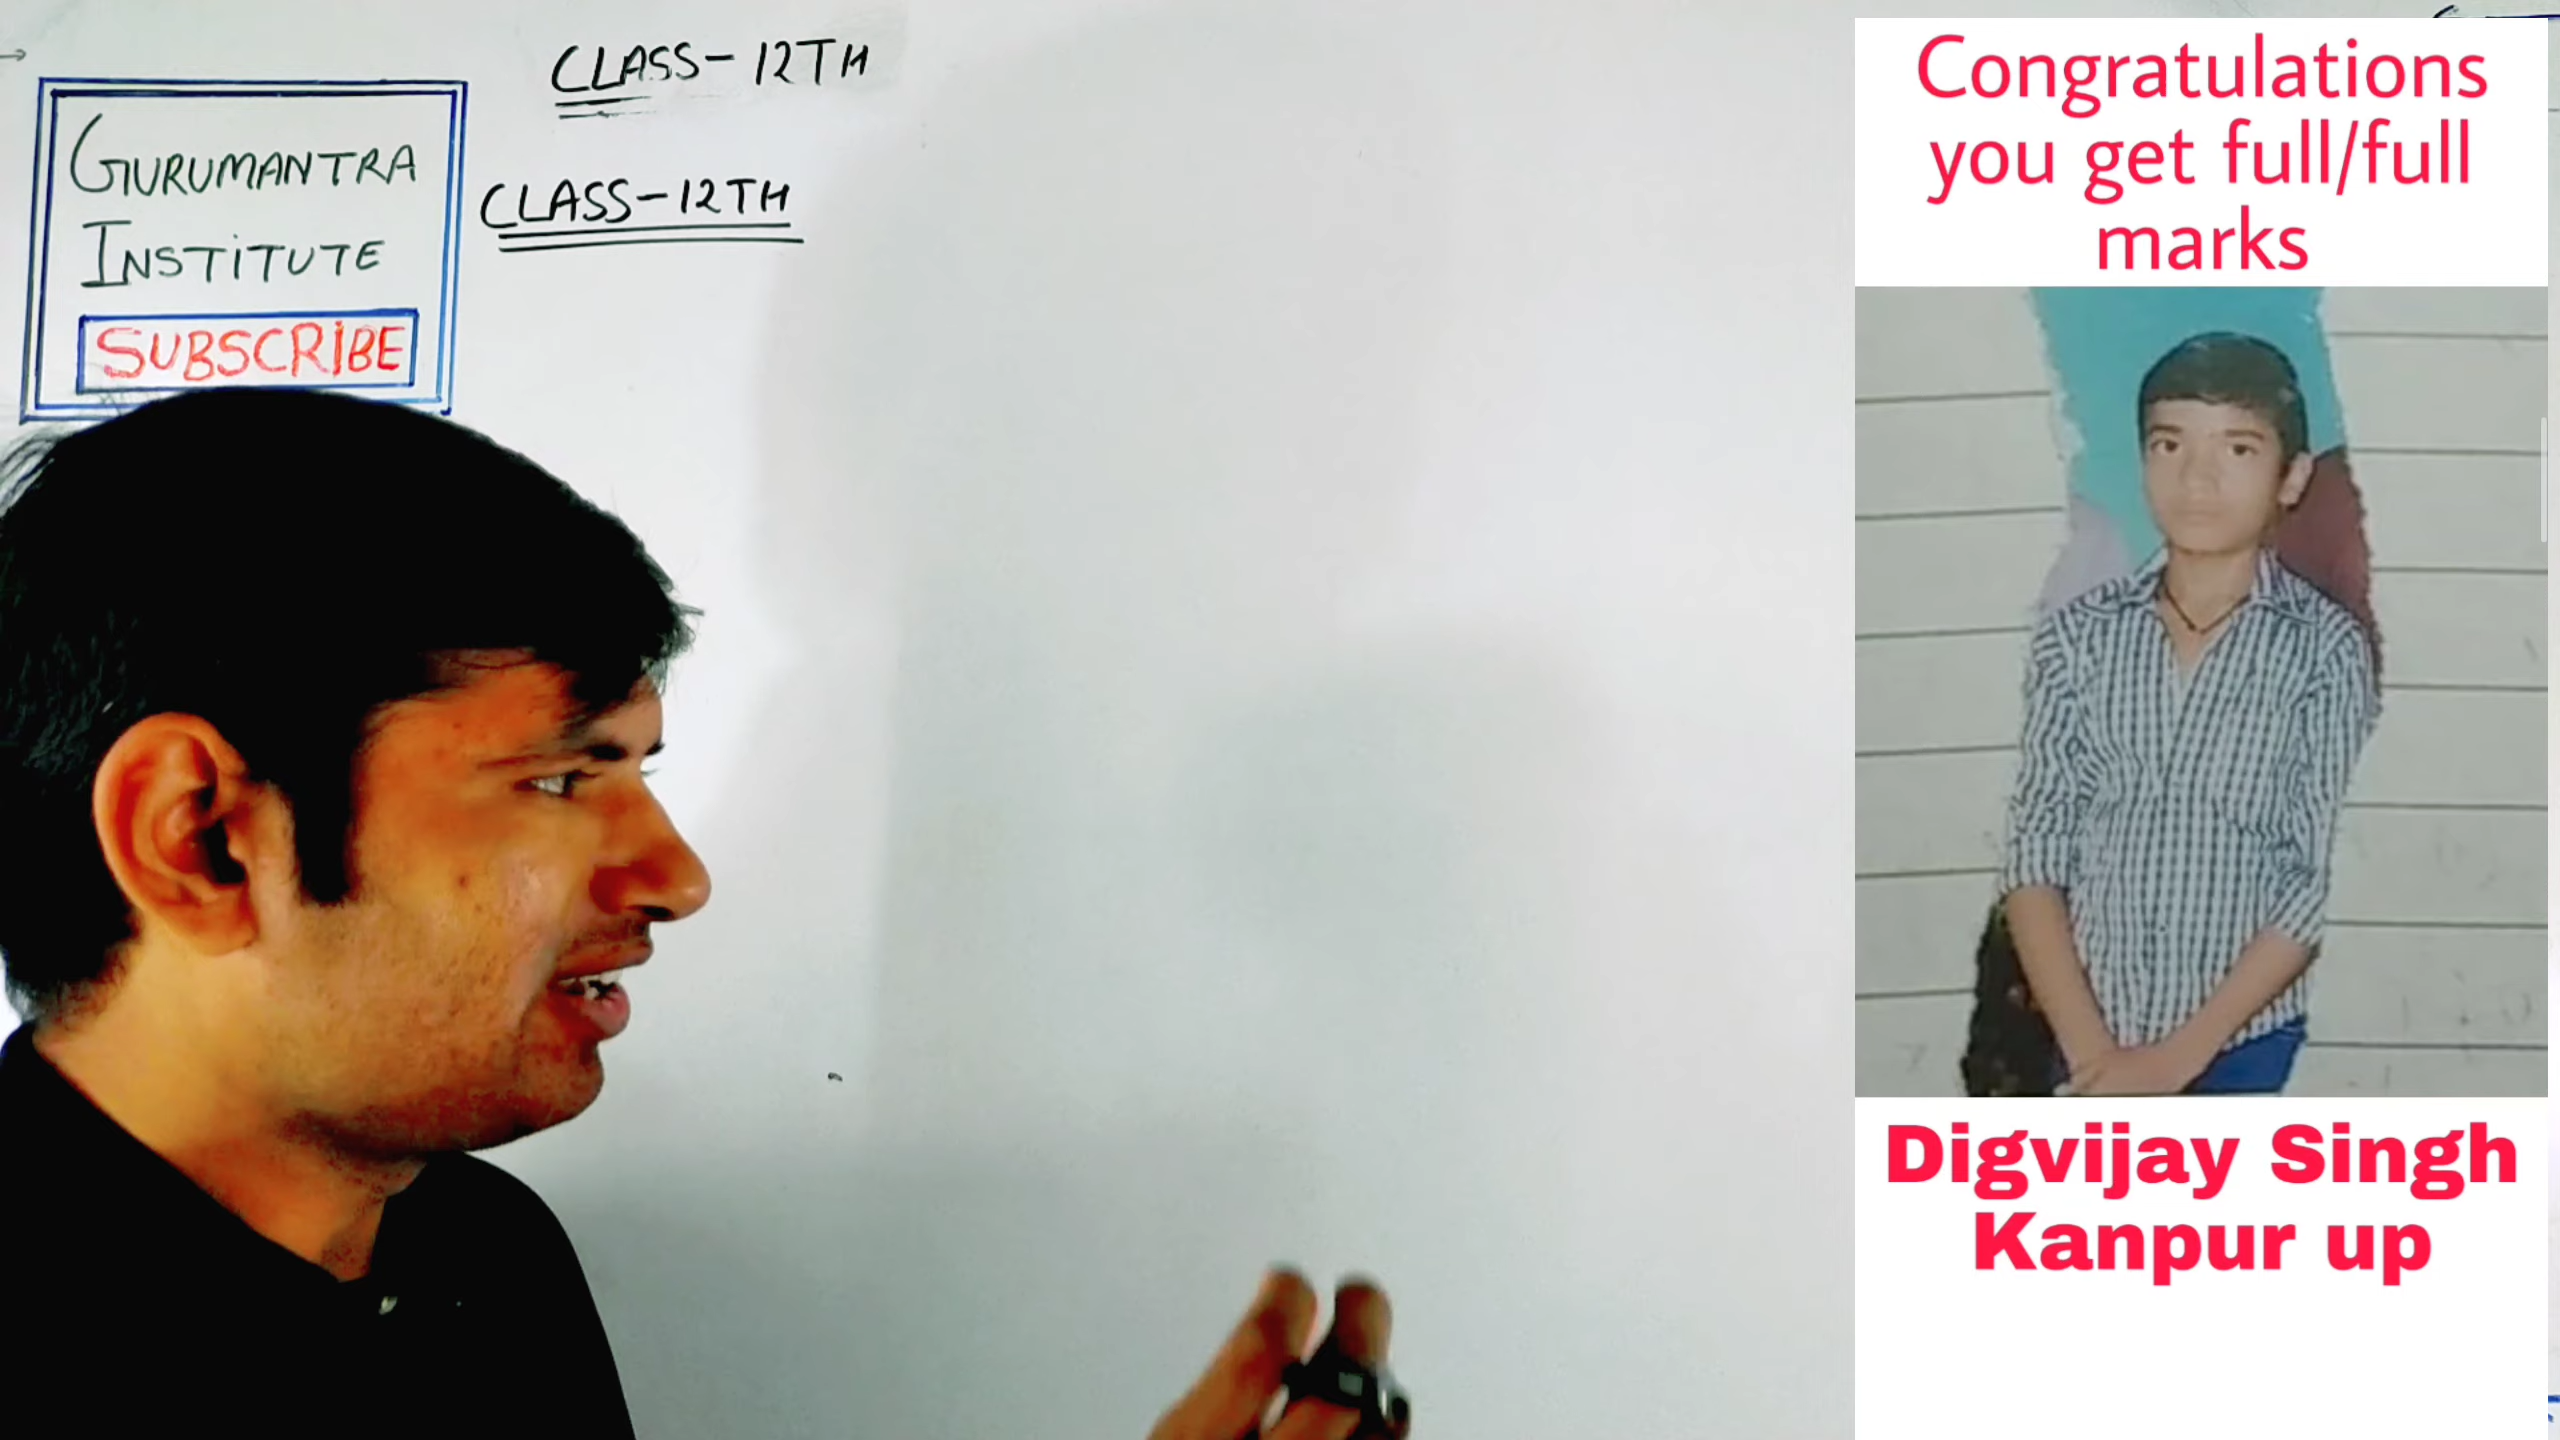 CLASS-12TH
GURUMANTRA
INSTITUTE
SUBSCRIBE
CLASS-12TH
Congratulations
you get full/full
marks
Digvijay Singh
Kanpur up